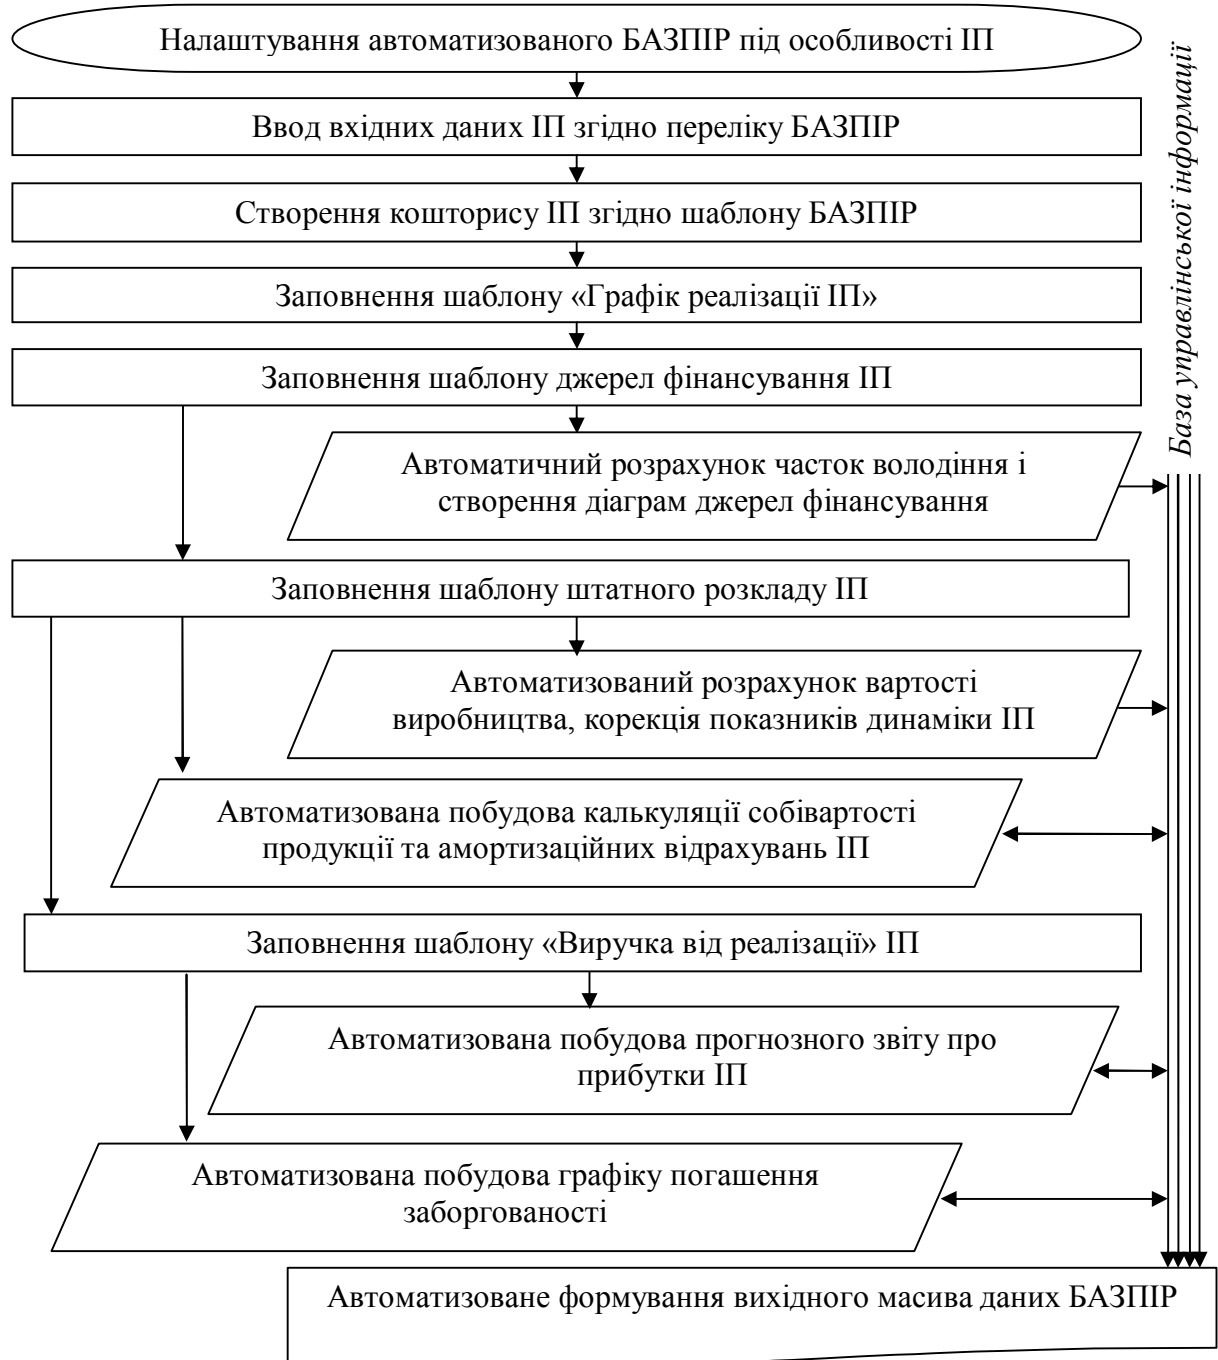 Налаштування автоматизованого БАЗПІР під особливості ІП
Ввод вхідних даних ІП згідно переліку БАЗПІР
Створення кошторису ІП згідно шаблону БАЗПІР
Заповнення шаблону «Графік реалізації ІП»
Заповнення шаблону джерел фінансування ІП
База управлінської інформації
Автоматичний розрахунок часток володіння і
створення діаграм джерел фінансування
Заповнення шаблону штатного розкладу ІП
Автоматизований розрахунок вартості
виробництва, корекція показників динаміки ІП
Автоматизована побудова калькуляції собівартості
продукції та амортизаційних відрахувань ІП
Заповнення шаблону «Виручка від реалізації» ІП
Автоматизована побудова прогнозного звіту про
прибутки ІП
Автоматизована побудова графіку погашення
заборгованості
Автоматизоване формування вихідного масива даних БАЗПІР